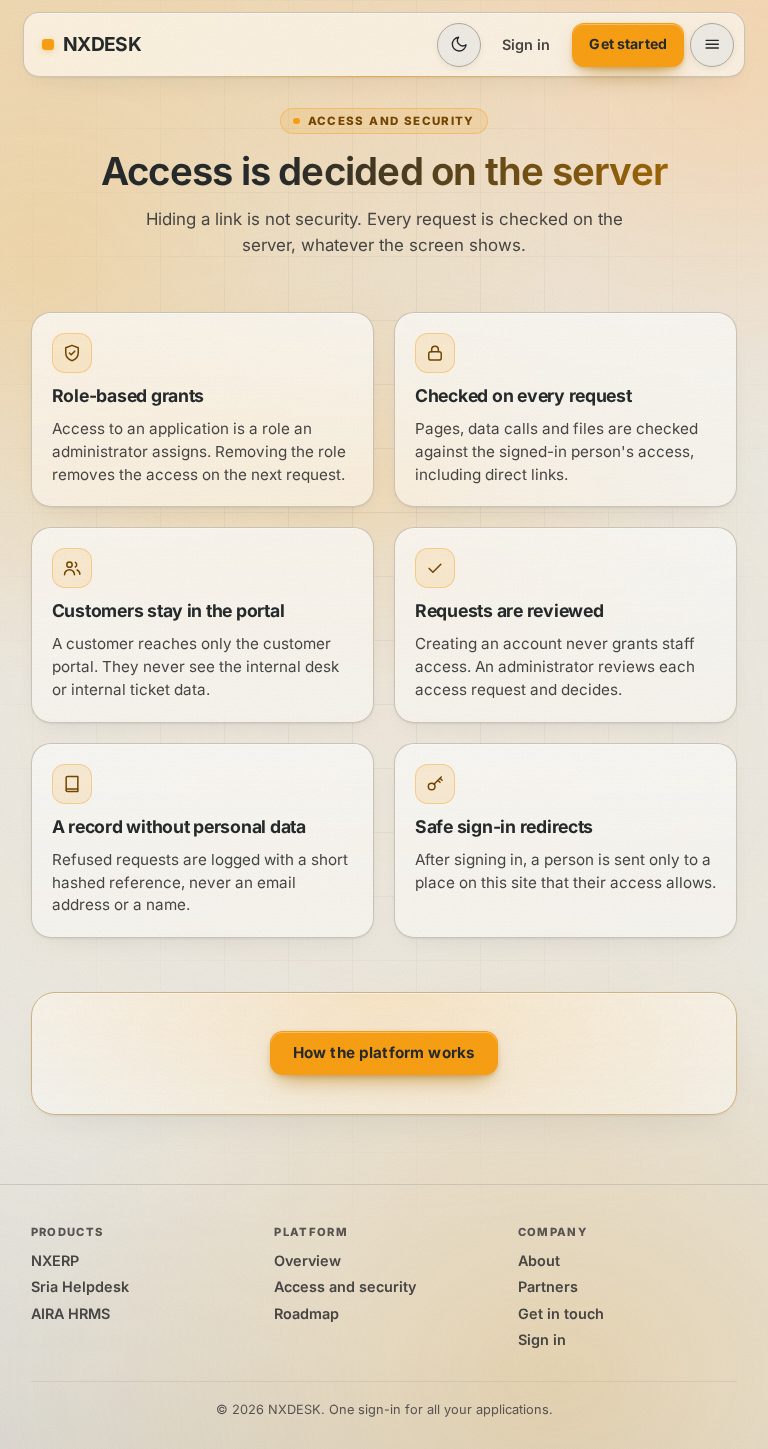 NXDESK
Sign in
Get started
ACCESS AND SECURITY
Access is decided on the server
Hiding a link is not security. Every request is checked on the
server, whatever the screen shows.
Role-based grants
Access to an application is a role an
administrator assigns. Removing the role
removes the access on the next request.
Checked on every request
Pages, data calls and files are checked
against the signed-in person's access,
including direct links.
Customers stay in the portal
A customer reaches only the customer
portal. They never see the internal desk
or internal ticket data.
Requests are reviewed
Creating an account never grants staff
access. An administrator reviews each
access request and decides.
A record without personal data
Refused requests are logged with a short
hashed reference, never an email
address or a name.
Safe sign-in redirects
After signing in, a person is sent only to a
place on this site that their access allows.
How the platform works
PRODUCTS
NXERP
Sria Helpdesk
AIRA HRMS
PLATFORM
Overview
Access and security
Roadmap
COMPANY
About
Partners
Get in touch
Sign in
© 2026 NXDESK. One sign-in for all your applications.